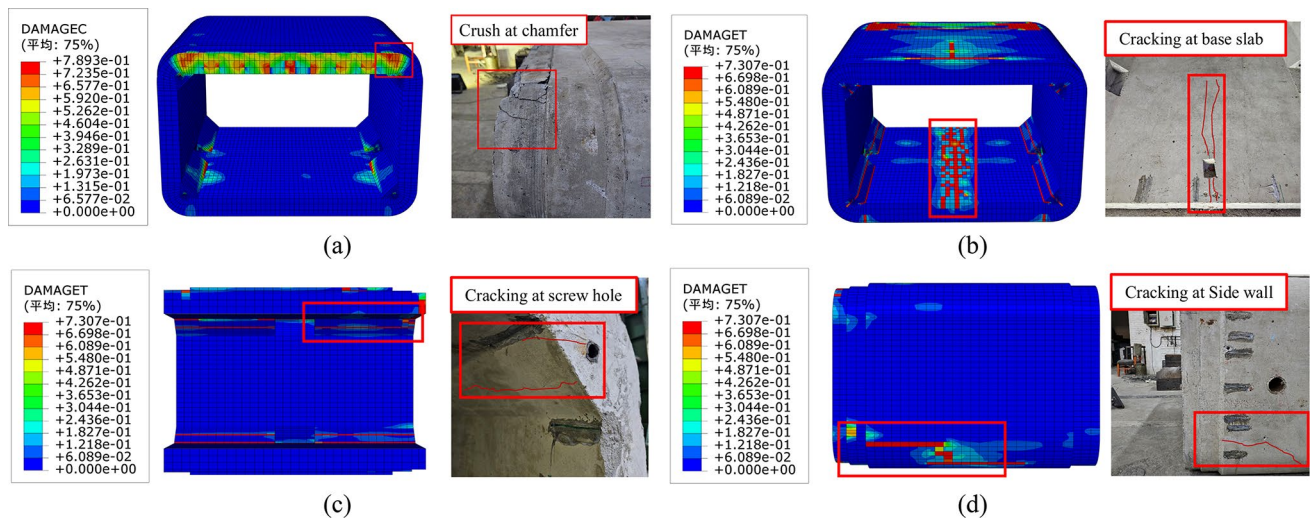 DAMAGEC
(平均: 75%)
+7.893e-01
+7.235e-01
+6.577e-01
+5.920e-01
+5.262e-01
+4.604e-01
+3.946e-01
+3.289e-01
+2.631e-01
+1.973e-01
+1.315e-01
+6.577e-02
+0.000e+00
Crush at chamfer
(a)
DAMAGET
(平均: 75%)
+7.307e-01
+6.698e-01
+6.089e-01
+5.480e-01
+4.871e-01
+4.262e-01
+3.653e-01
+3.044e-01
+2.436e-01
+1.827e-01
+1.218e-01
+6.089e-02
+0.000e+00
Cracking at base slab
(b)
DAMAGET
(平均: 75%)
+7.307e-01
+6.698e-01
+6.089e-01
+5.480e-01
+4.871e-01
+4.262e-01
+3.653e-01
+3.044e-01
+2.436e-01
+1.827e-01
+1.218e-01
+6.089e-02
+0.000e+00
Cracking at screw hole
(c)
DAMAGET
(平均: 75%)
+7.307e-01
+6.698e-01
+6.089e-01
+5.480e-01
+4.871e-01
+4.262e-01
+3.653e-01
+3.044e-01
+2.436e-01
+1.827e-01
+1.218e-01
+6.089e-02
+0.000e+00
Cracking at Side wall
(d)